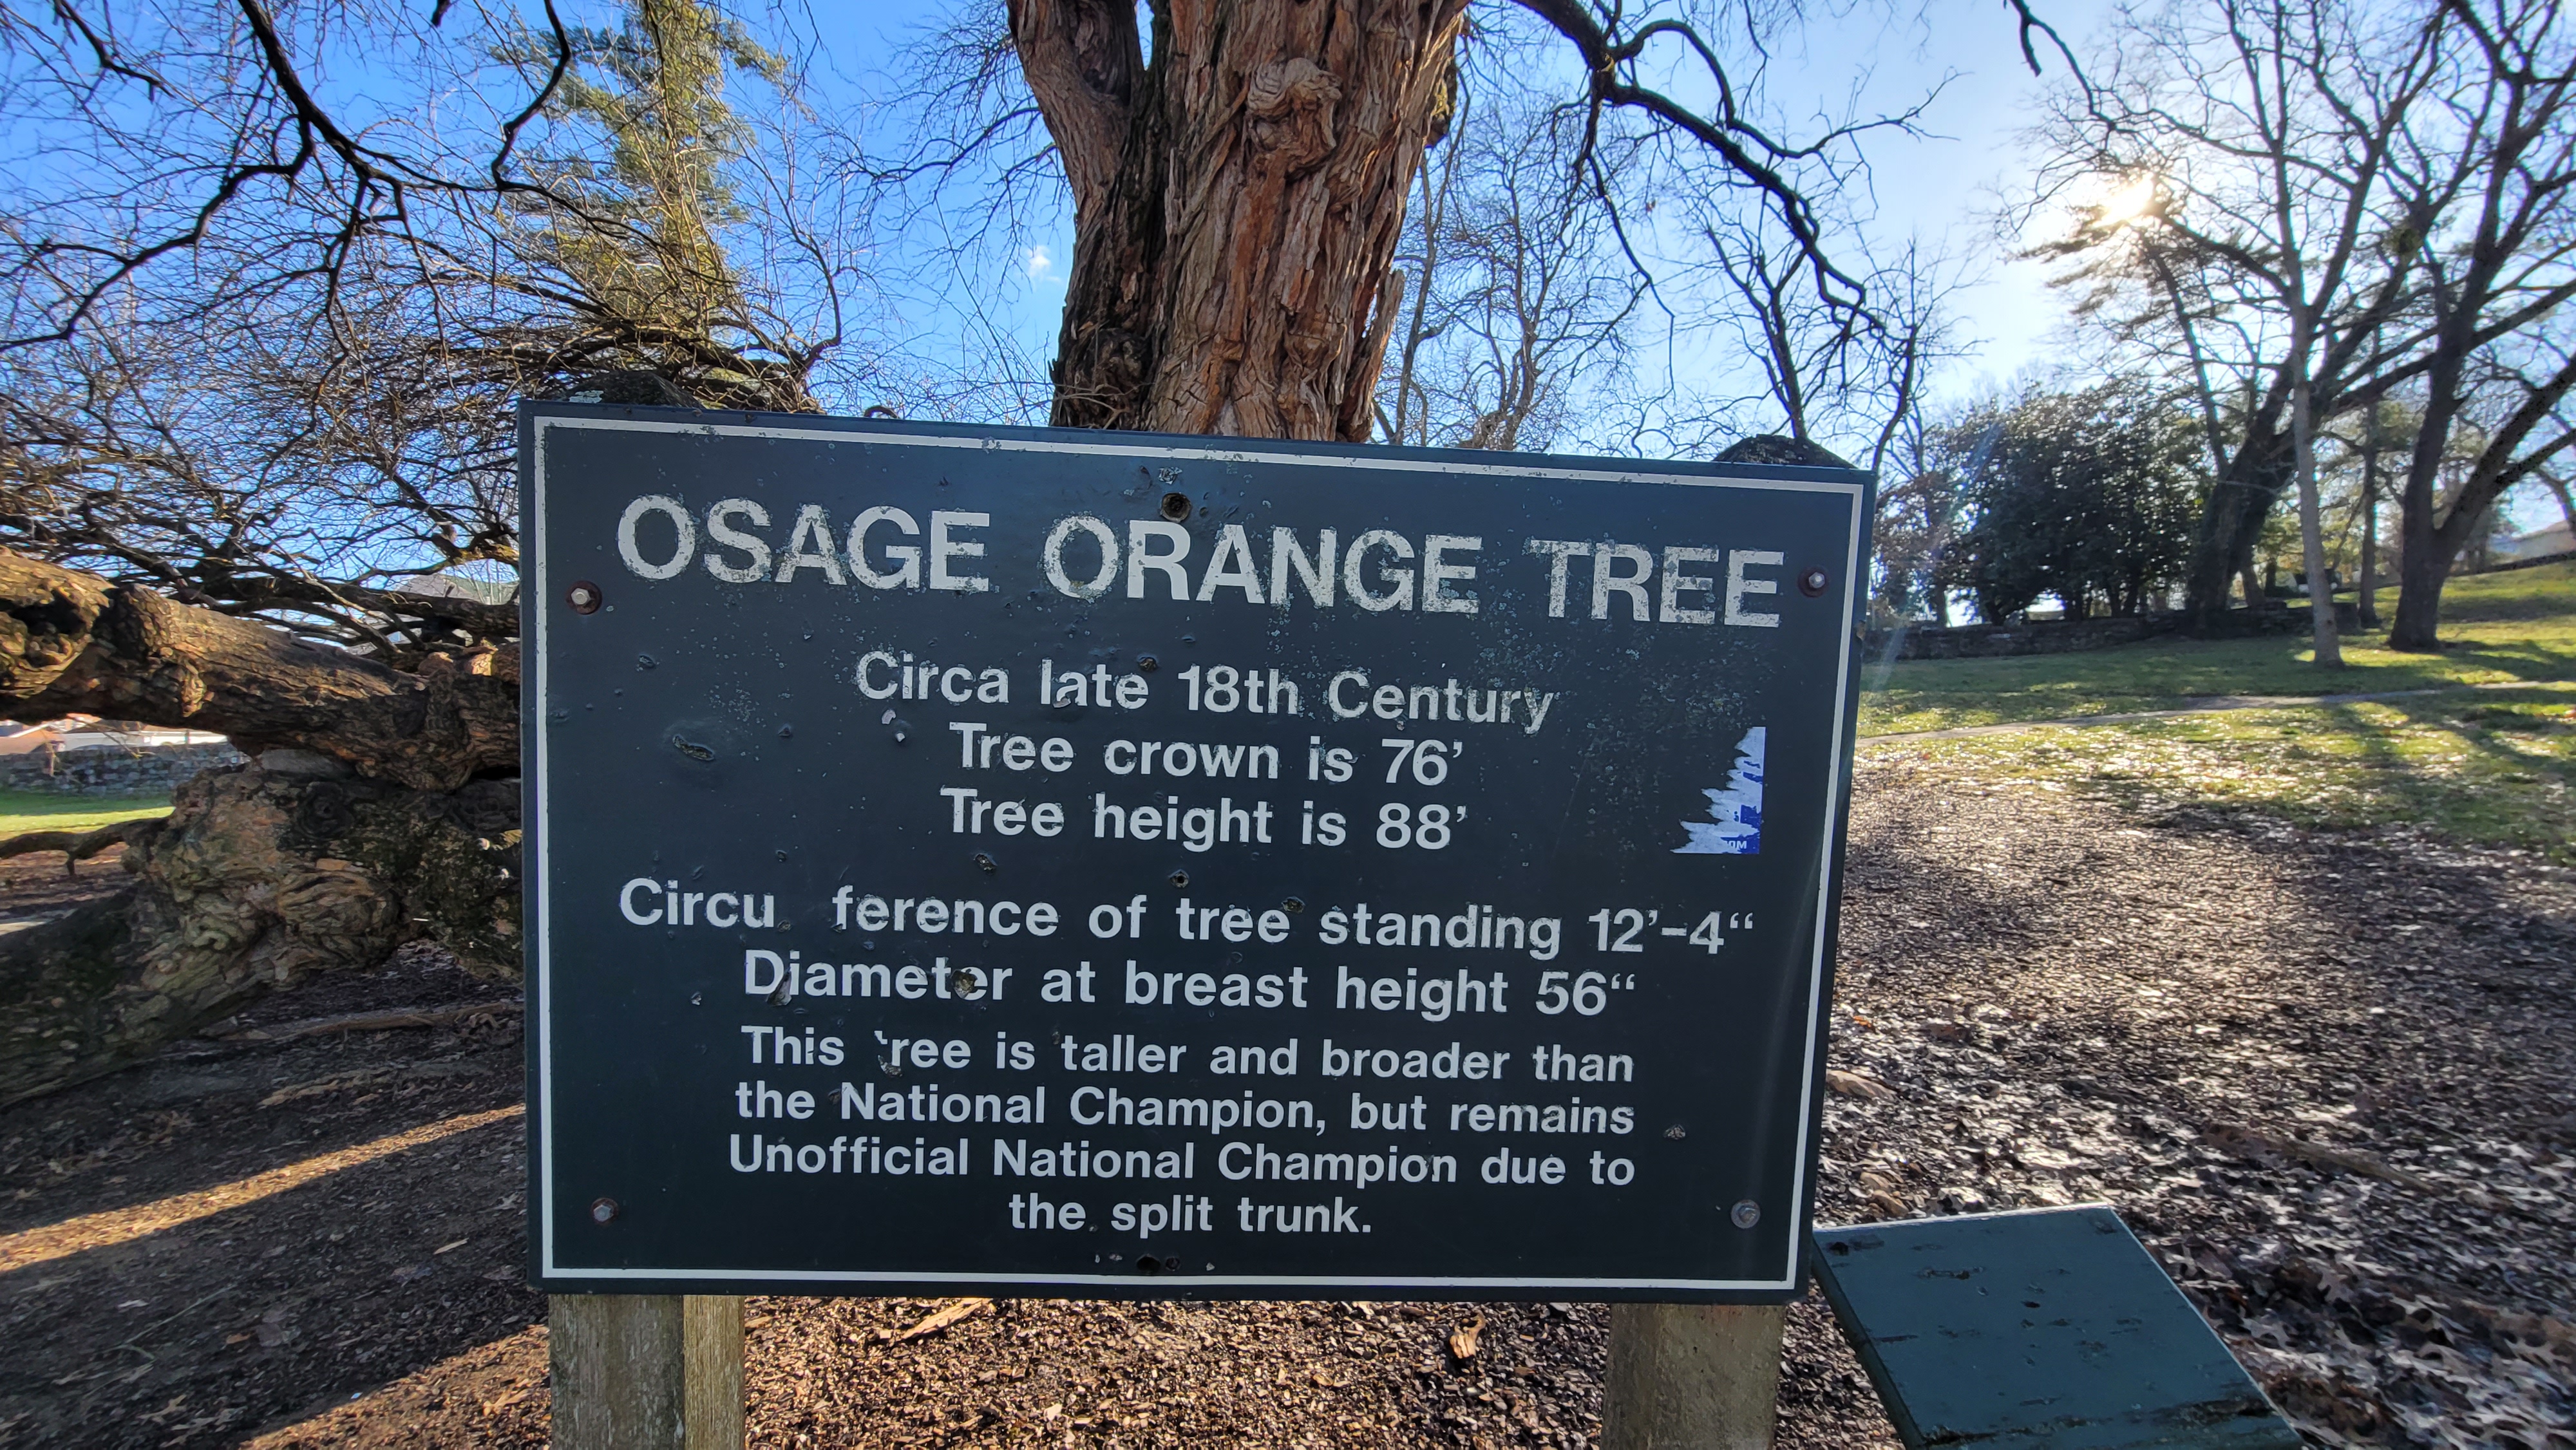 OSAGE ORANGE TREE
Circa late 18th Century
Tree crown is 76’
Tree height is 88’
Circu ference of tree standing 12’-4“
Diameter at breast height 56“
This ree is taller and broader than
the National Champion, but remains
Unofficial National Champion due to
the split trunk.